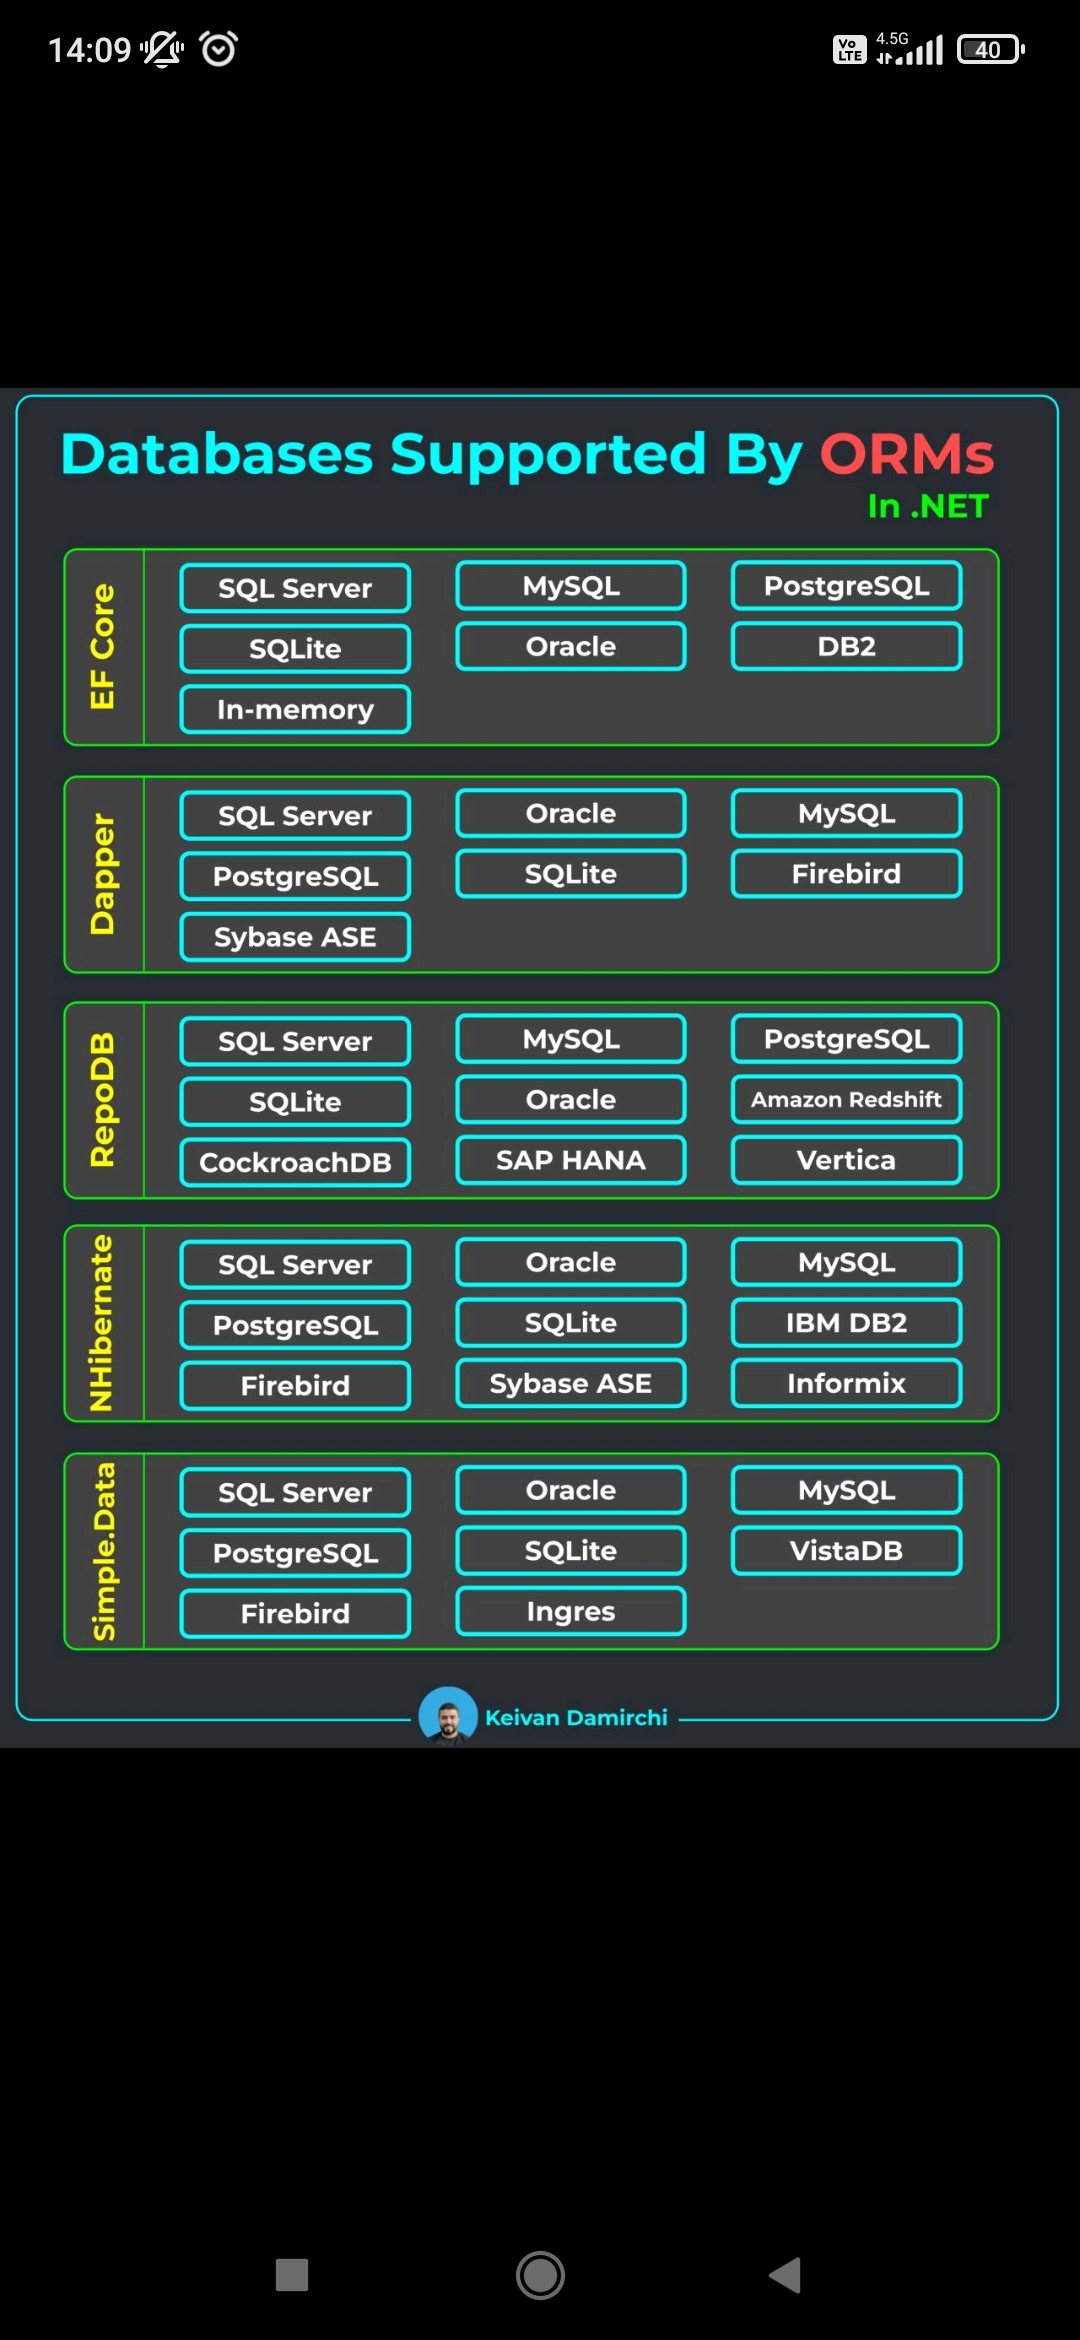 14:09
Vo LTE 4.5G 40
Databases Supported By ORMs
In .NET
EF Core
SQL Server MySQL PostgreSQL
SQLite Oracle DB2
In-memory
Dapper
SQL Server Oracle MySQL
PostgreSQL SQLite Firebird
Sybase ASE
RepoDB
SQL Server MySQL PostgreSQL
SQLite Oracle Amazon Redshift
CockroachDB SAP HANA Vertica
NHibernate
SQL Server Oracle MySQL
PostgreSQL SQLite IBM DB2
Firebird Sybase ASE Informix
Simple.Data
SQL Server Oracle MySQL
PostgreSQL SQLite VistaDB
Firebird Ingres
Keivan Damirchi